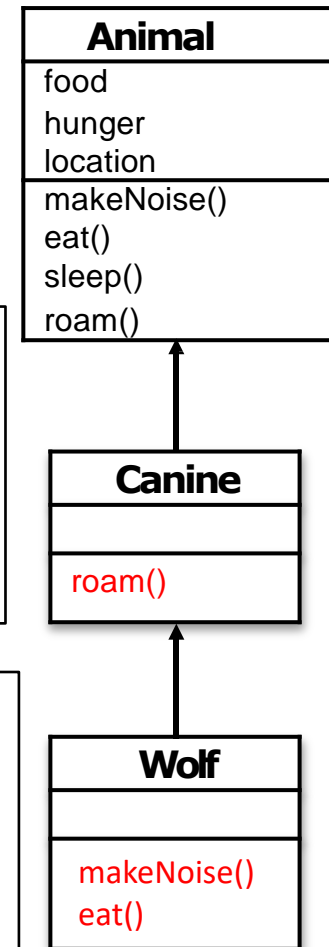 Animal
food
hunger
location
makeNoise()
eat()
sleep()
roam()
Canine
roam()
Wolf
makeNoise()
eat()